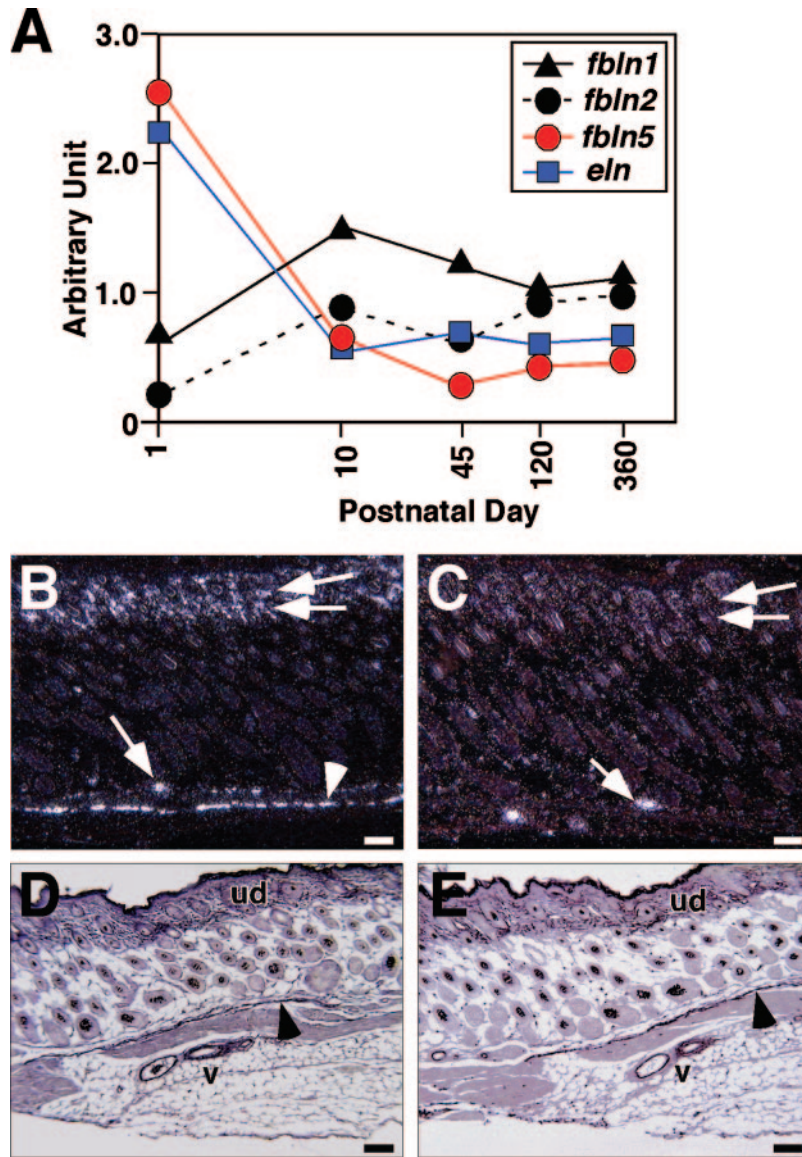 A
3.0
2.0
1.0
0
Arbitrary Unit
fbln1
fbln2
fbln5
eln
1
10
45
120
360
Postnatal Day
B
C
D
ud
v
E
ud
v